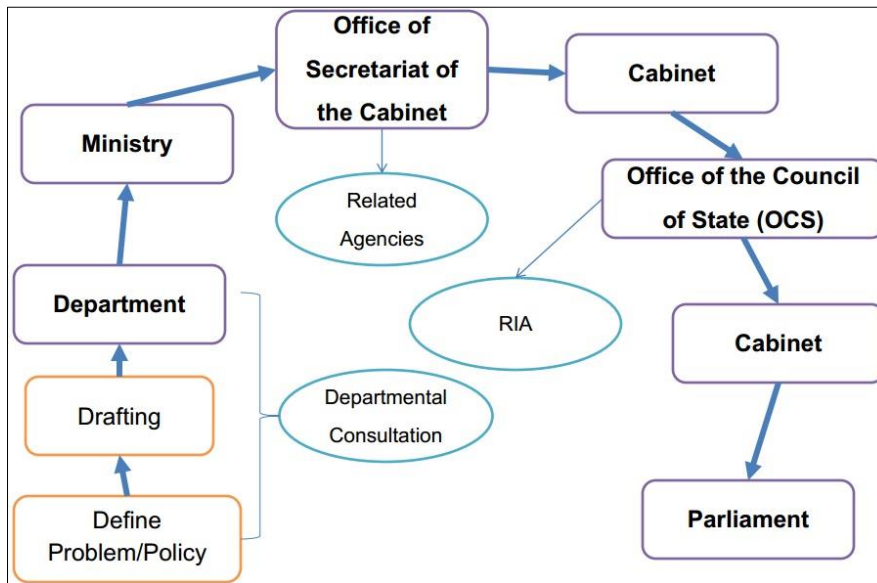 Office of
Secretariat of
the Cabinet
Cabinet
Ministry
Office of the Council
of State (OCS)
Related
Agencies
Department
RIA
Cabinet
Drafting
Departmental
Consultation
Define
Problem/Policy
Parliament